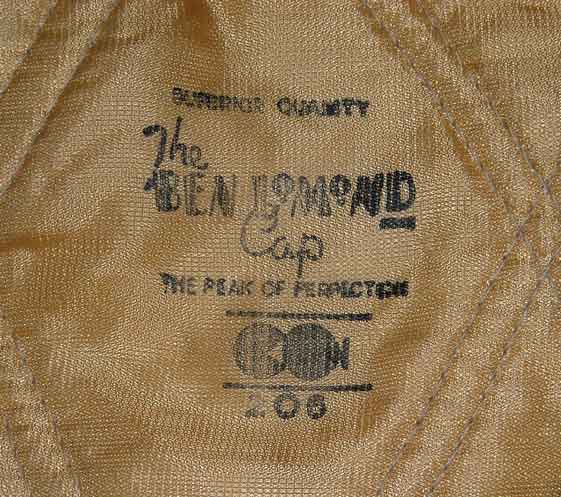 SUPERIOR QUALITY
The
BEN LOMOND
Cap
THE PEAK OF PERFECTION
206